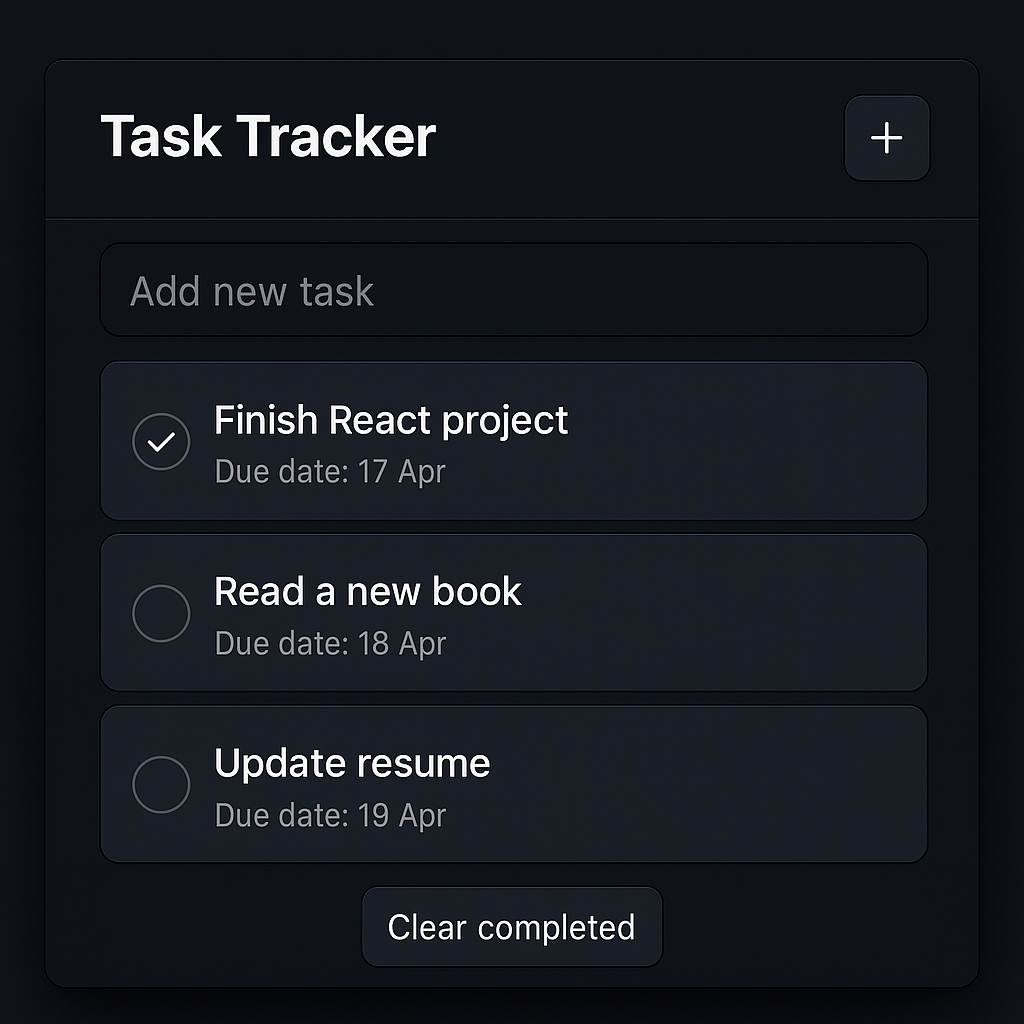 Task Tracker
Add new task
Finish React project
Due date: 17 Apr
Read a new book
Due date: 18 Apr
Update resume
Due date: 19 Apr
Clear completed